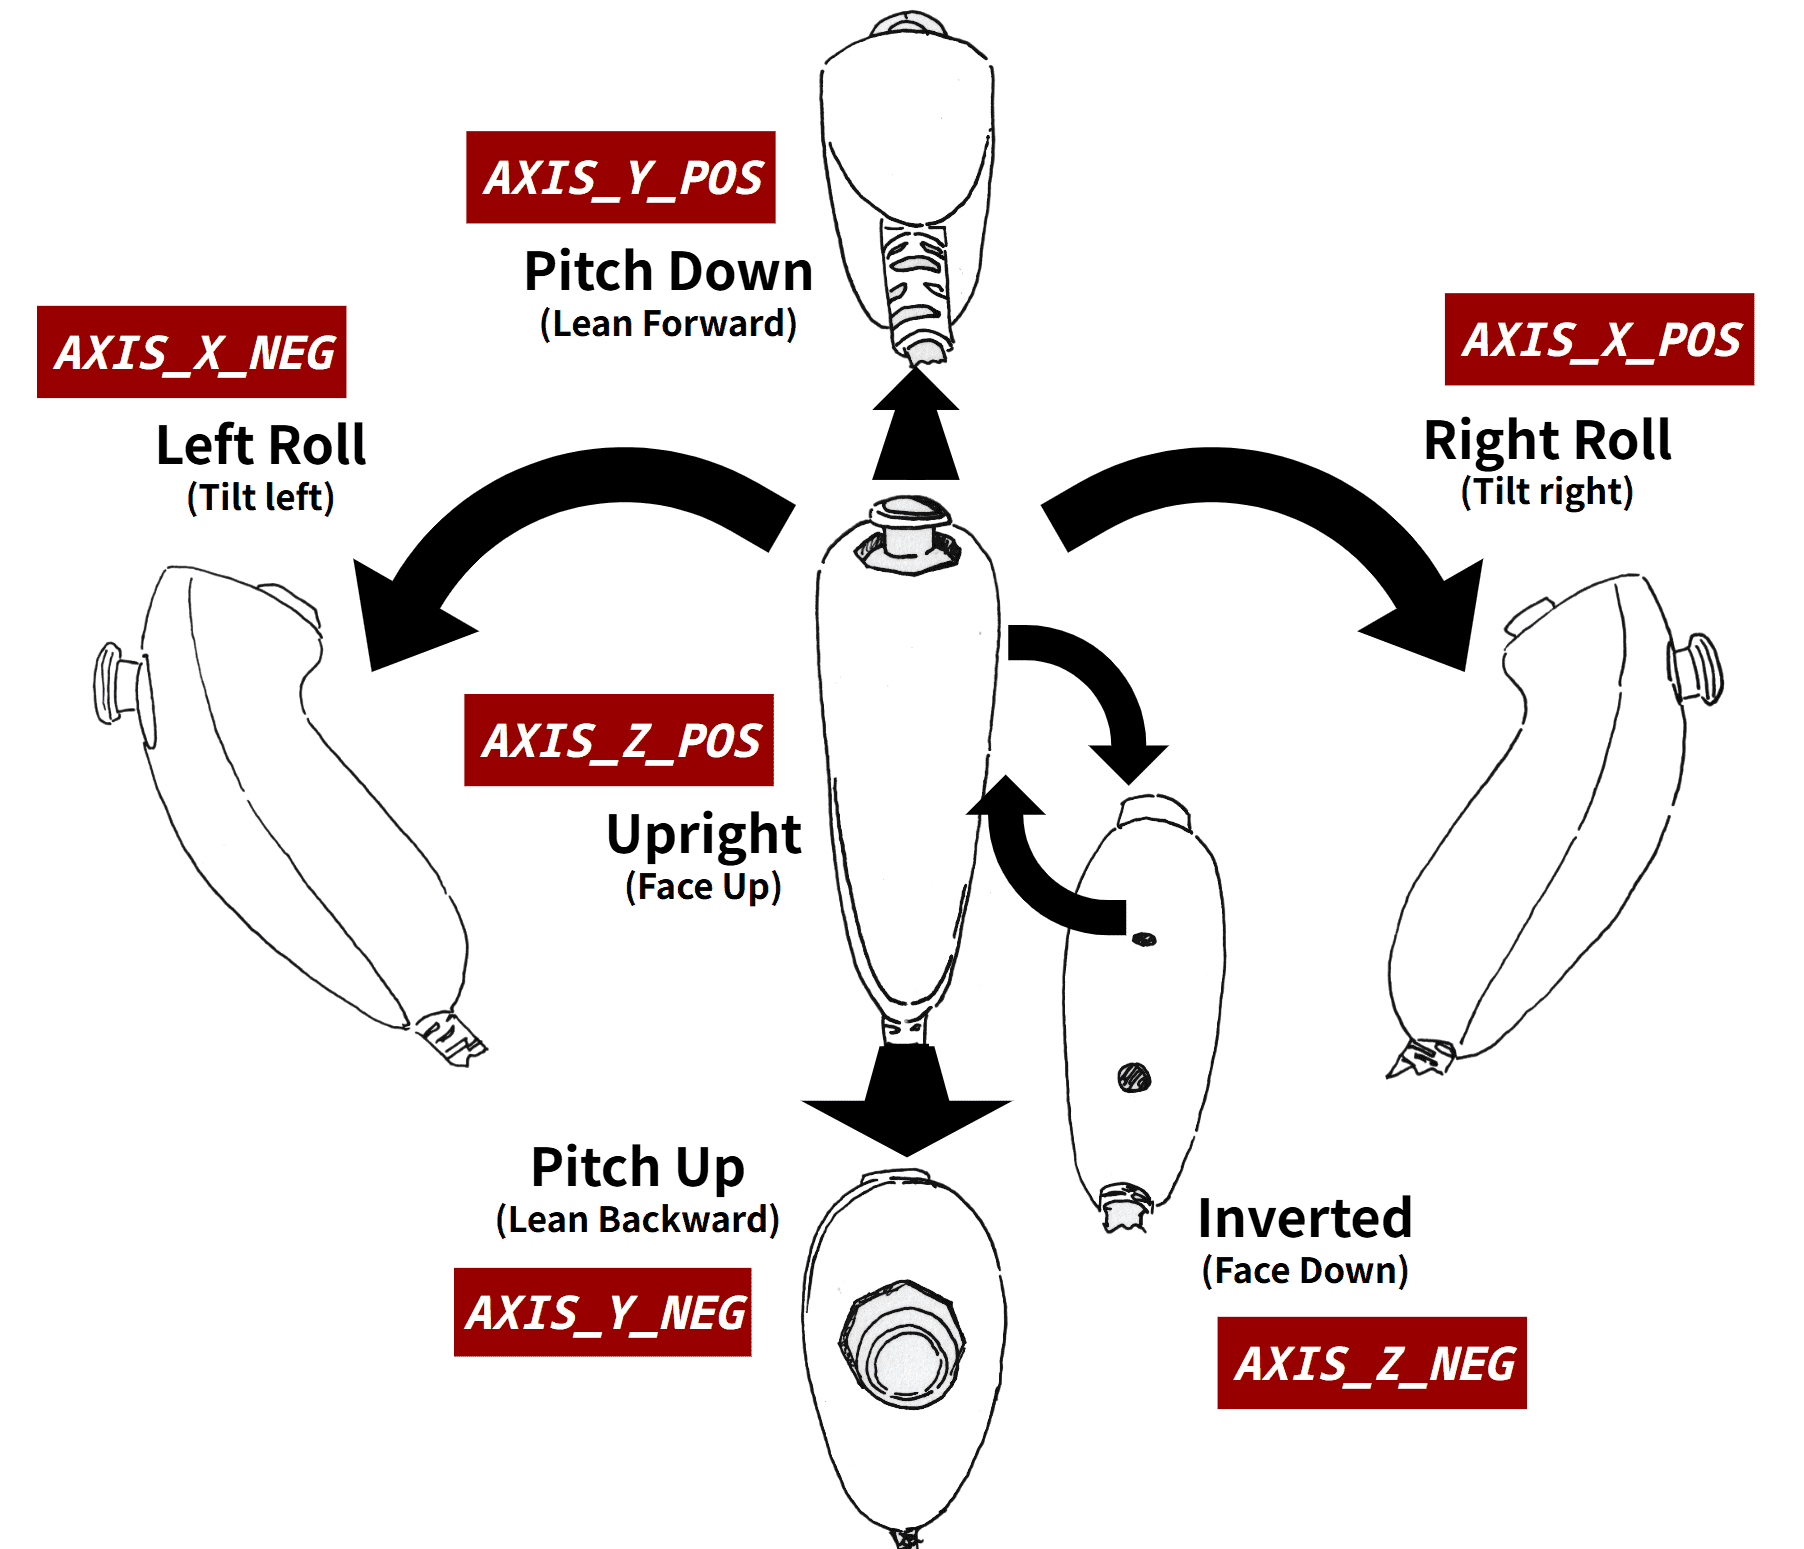 AXIS_Y_POS
Pitch Down
(Lean Forward)
AXIS_X_NEG
Left Roll
(Tilt left)
AXIS_X_POS
Right Roll
(Tilt right)
AXIS_Z_POS
Upright
(Face Up)
Pitch Up
(Lean Backward)
AXIS_Y_NEG
Inverted
(Face Down)
AXIS_Z_NEG